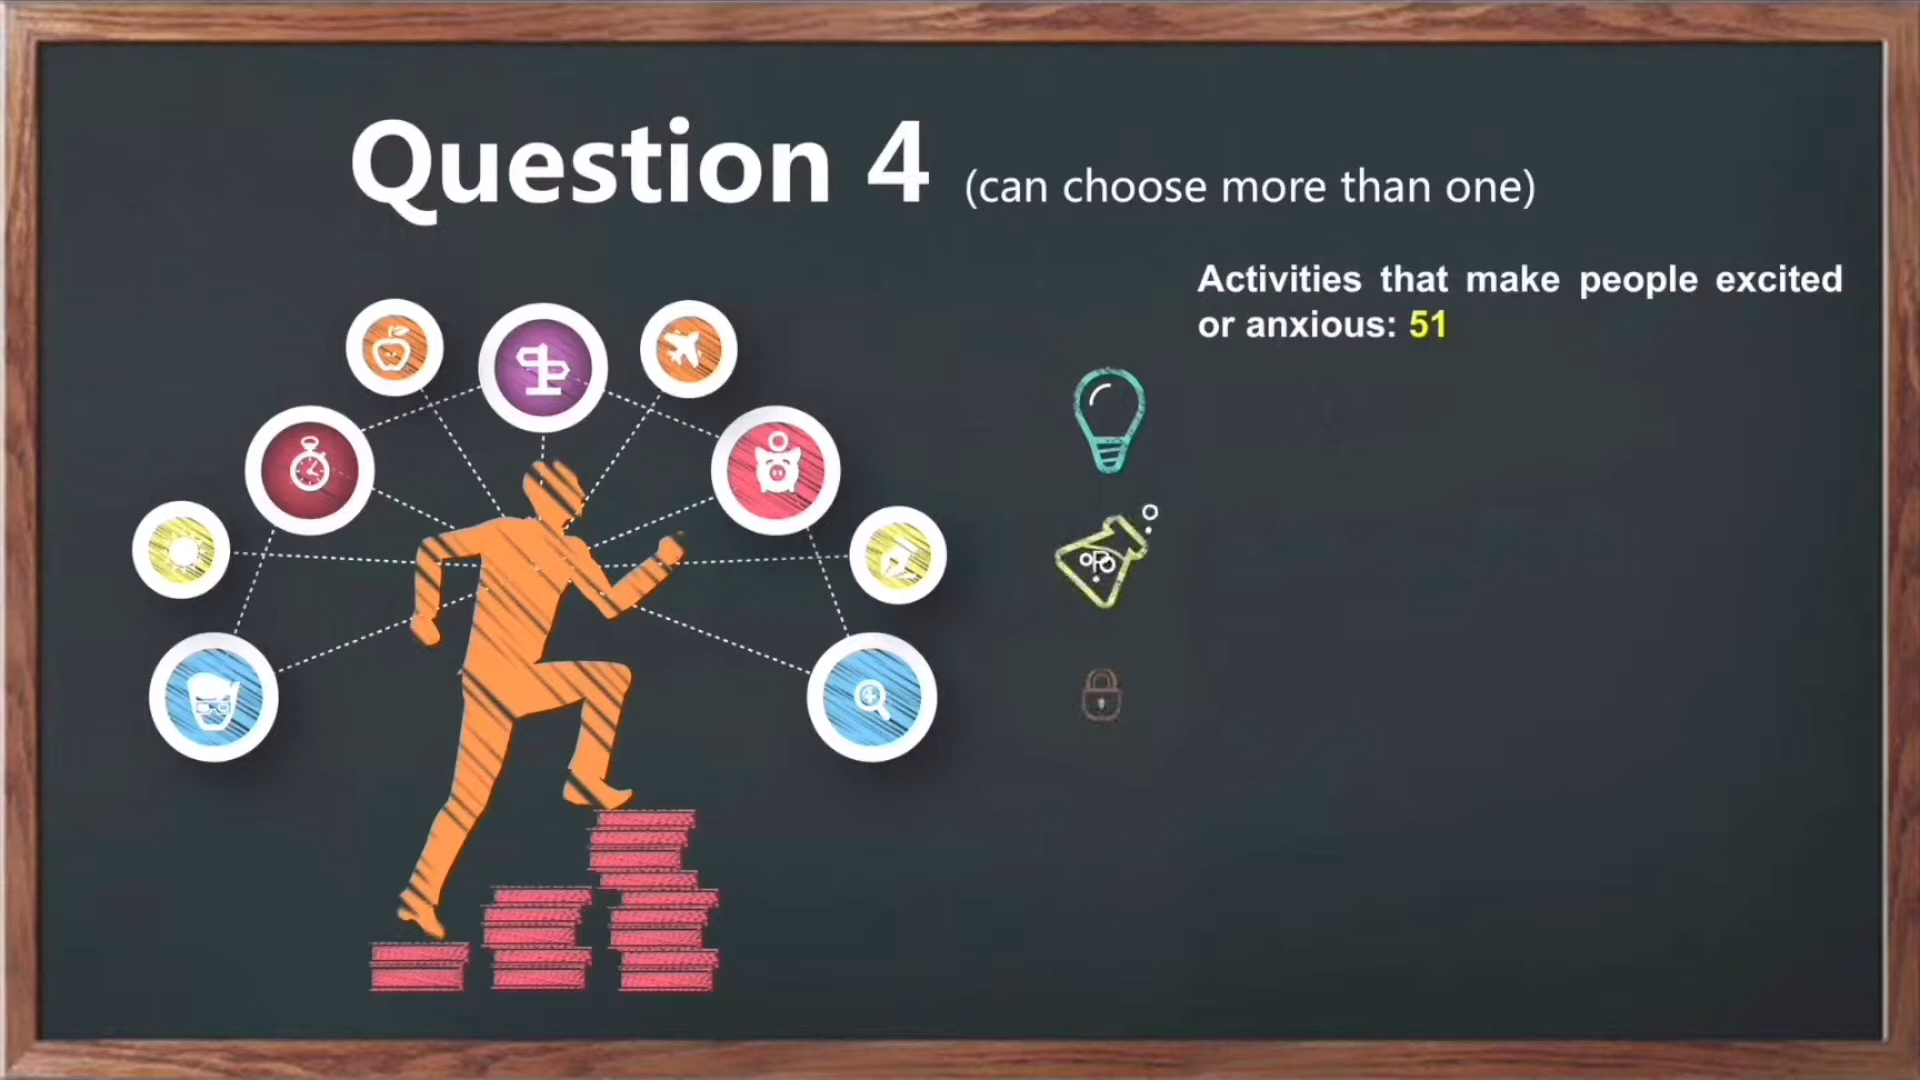 Question 4 (can choose more than one)
Activities that make people excited
or anxious: 51